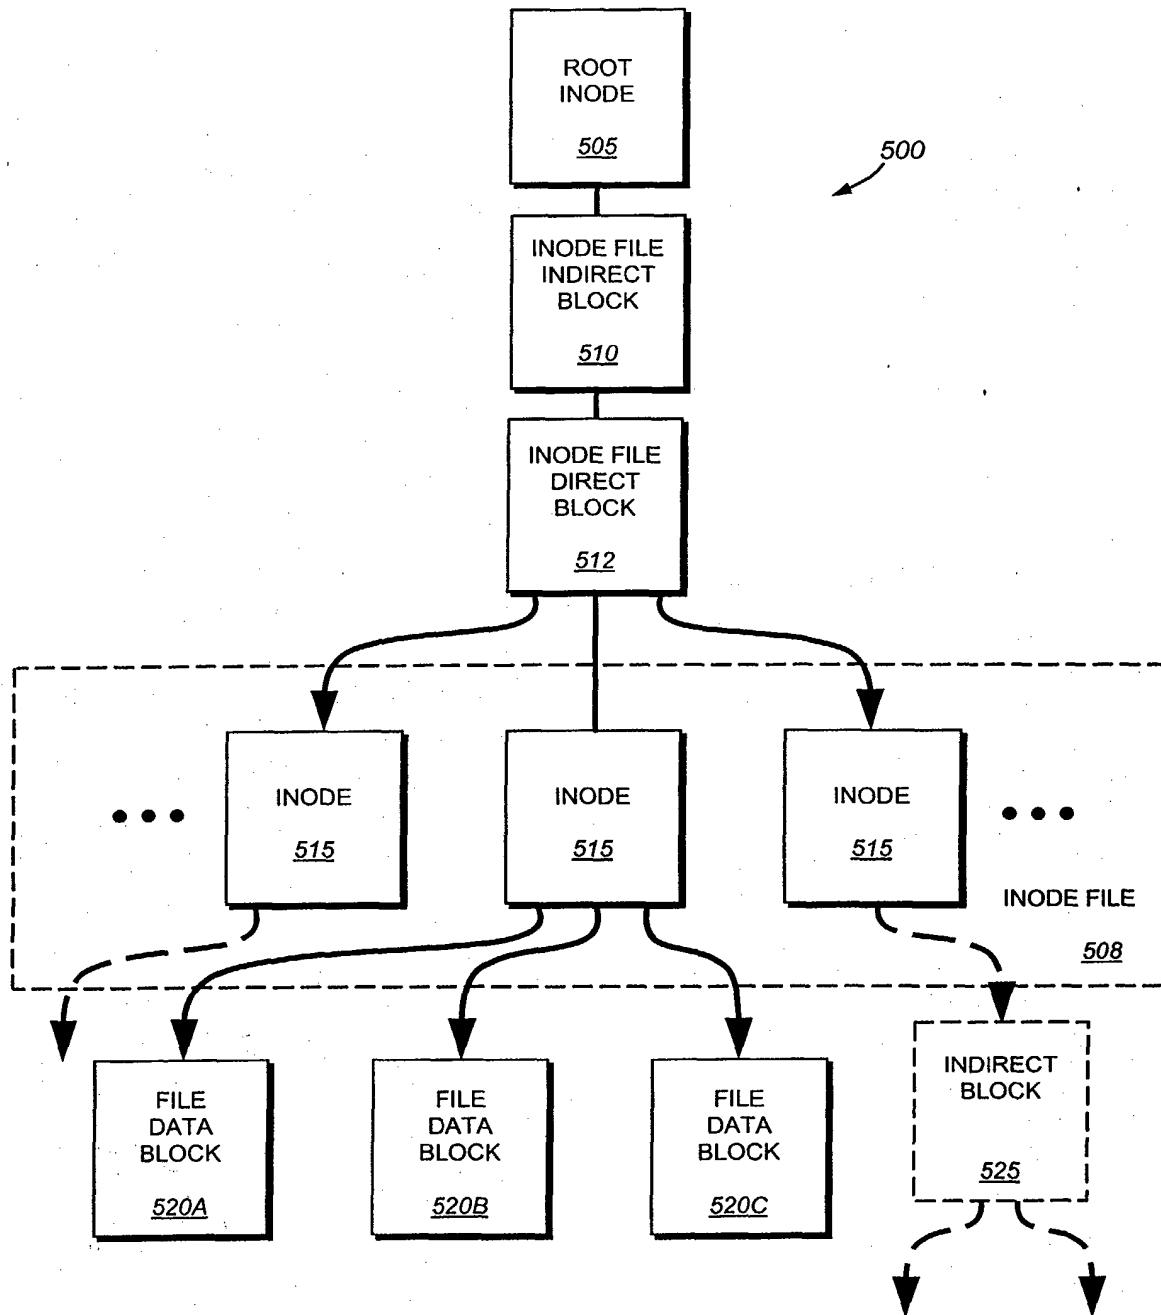 ROOT
INODE
505
500
INODE FILE
INDIRECT
BLOCK
510
INODE FILE
DIRECT
BLOCK
512
INODE
515
INODE
515
INODE
515
INODE FILE
508
FILE
DATA
BLOCK
520A
FILE
DATA
BLOCK
520B
FILE
DATA
BLOCK
520C
INDIRECT
BLOCK
525